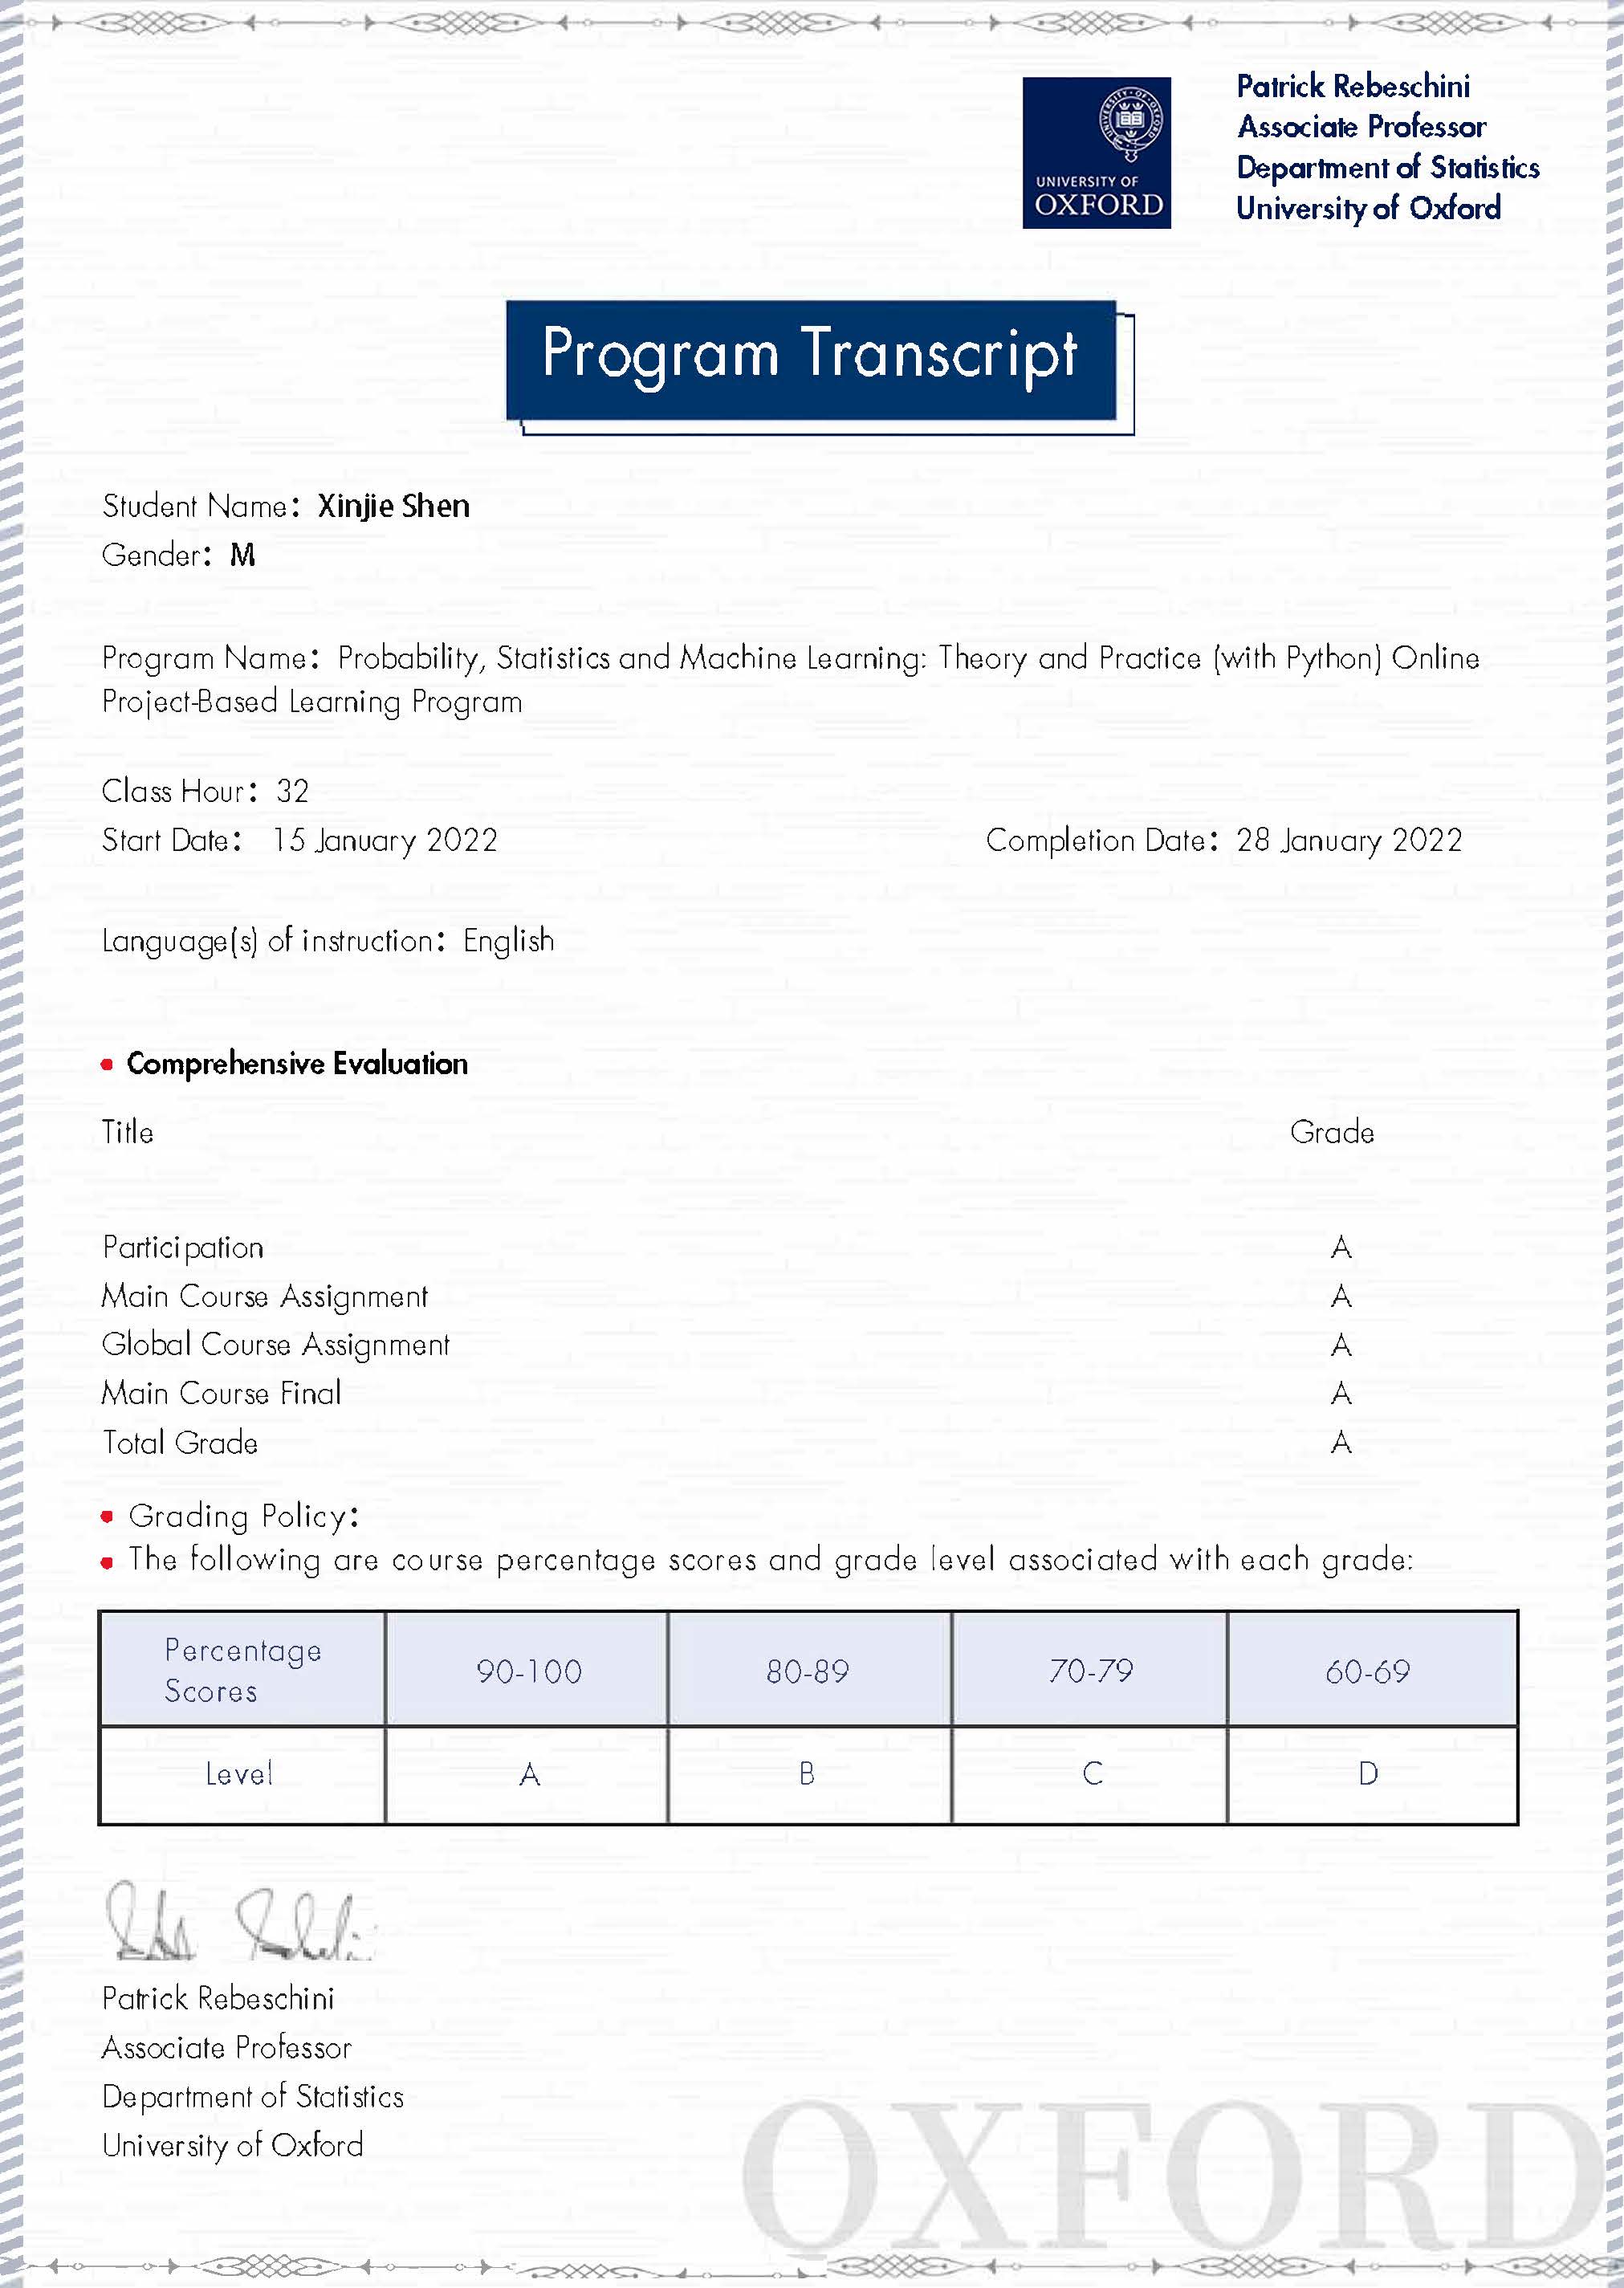 Patrick Rebeschini
Associate Professor
Department of Statistics
University of Oxford
UNIVERSITY OF
OXFORD
Program Transcript
Student Name: Xinjie Shen
Gender: M
Program Name: Probability, Statistics and Machine Learning: Theory and Practice (with Python) Online
Project-Based Learning Program
Class Hour: 32
Start Date: 15 January 2022 Completion Date: 28 January 2022
Language(s) of instruction: English
• Comprehensive Evaluation
Title Grade
Participation A
Main Course Assignment A
Global Course Assignment A
Main Course Final A
Total Grade A
• Grading Policy:
• The following are course percentage scores and grade level associated with each grade:
Percentage
Scores 90-100 80-89 70-79 60-69
Level A B C D
Patrick Rebeschini
Associate Professor
Department of Statistics
University of Oxford
OXFORD